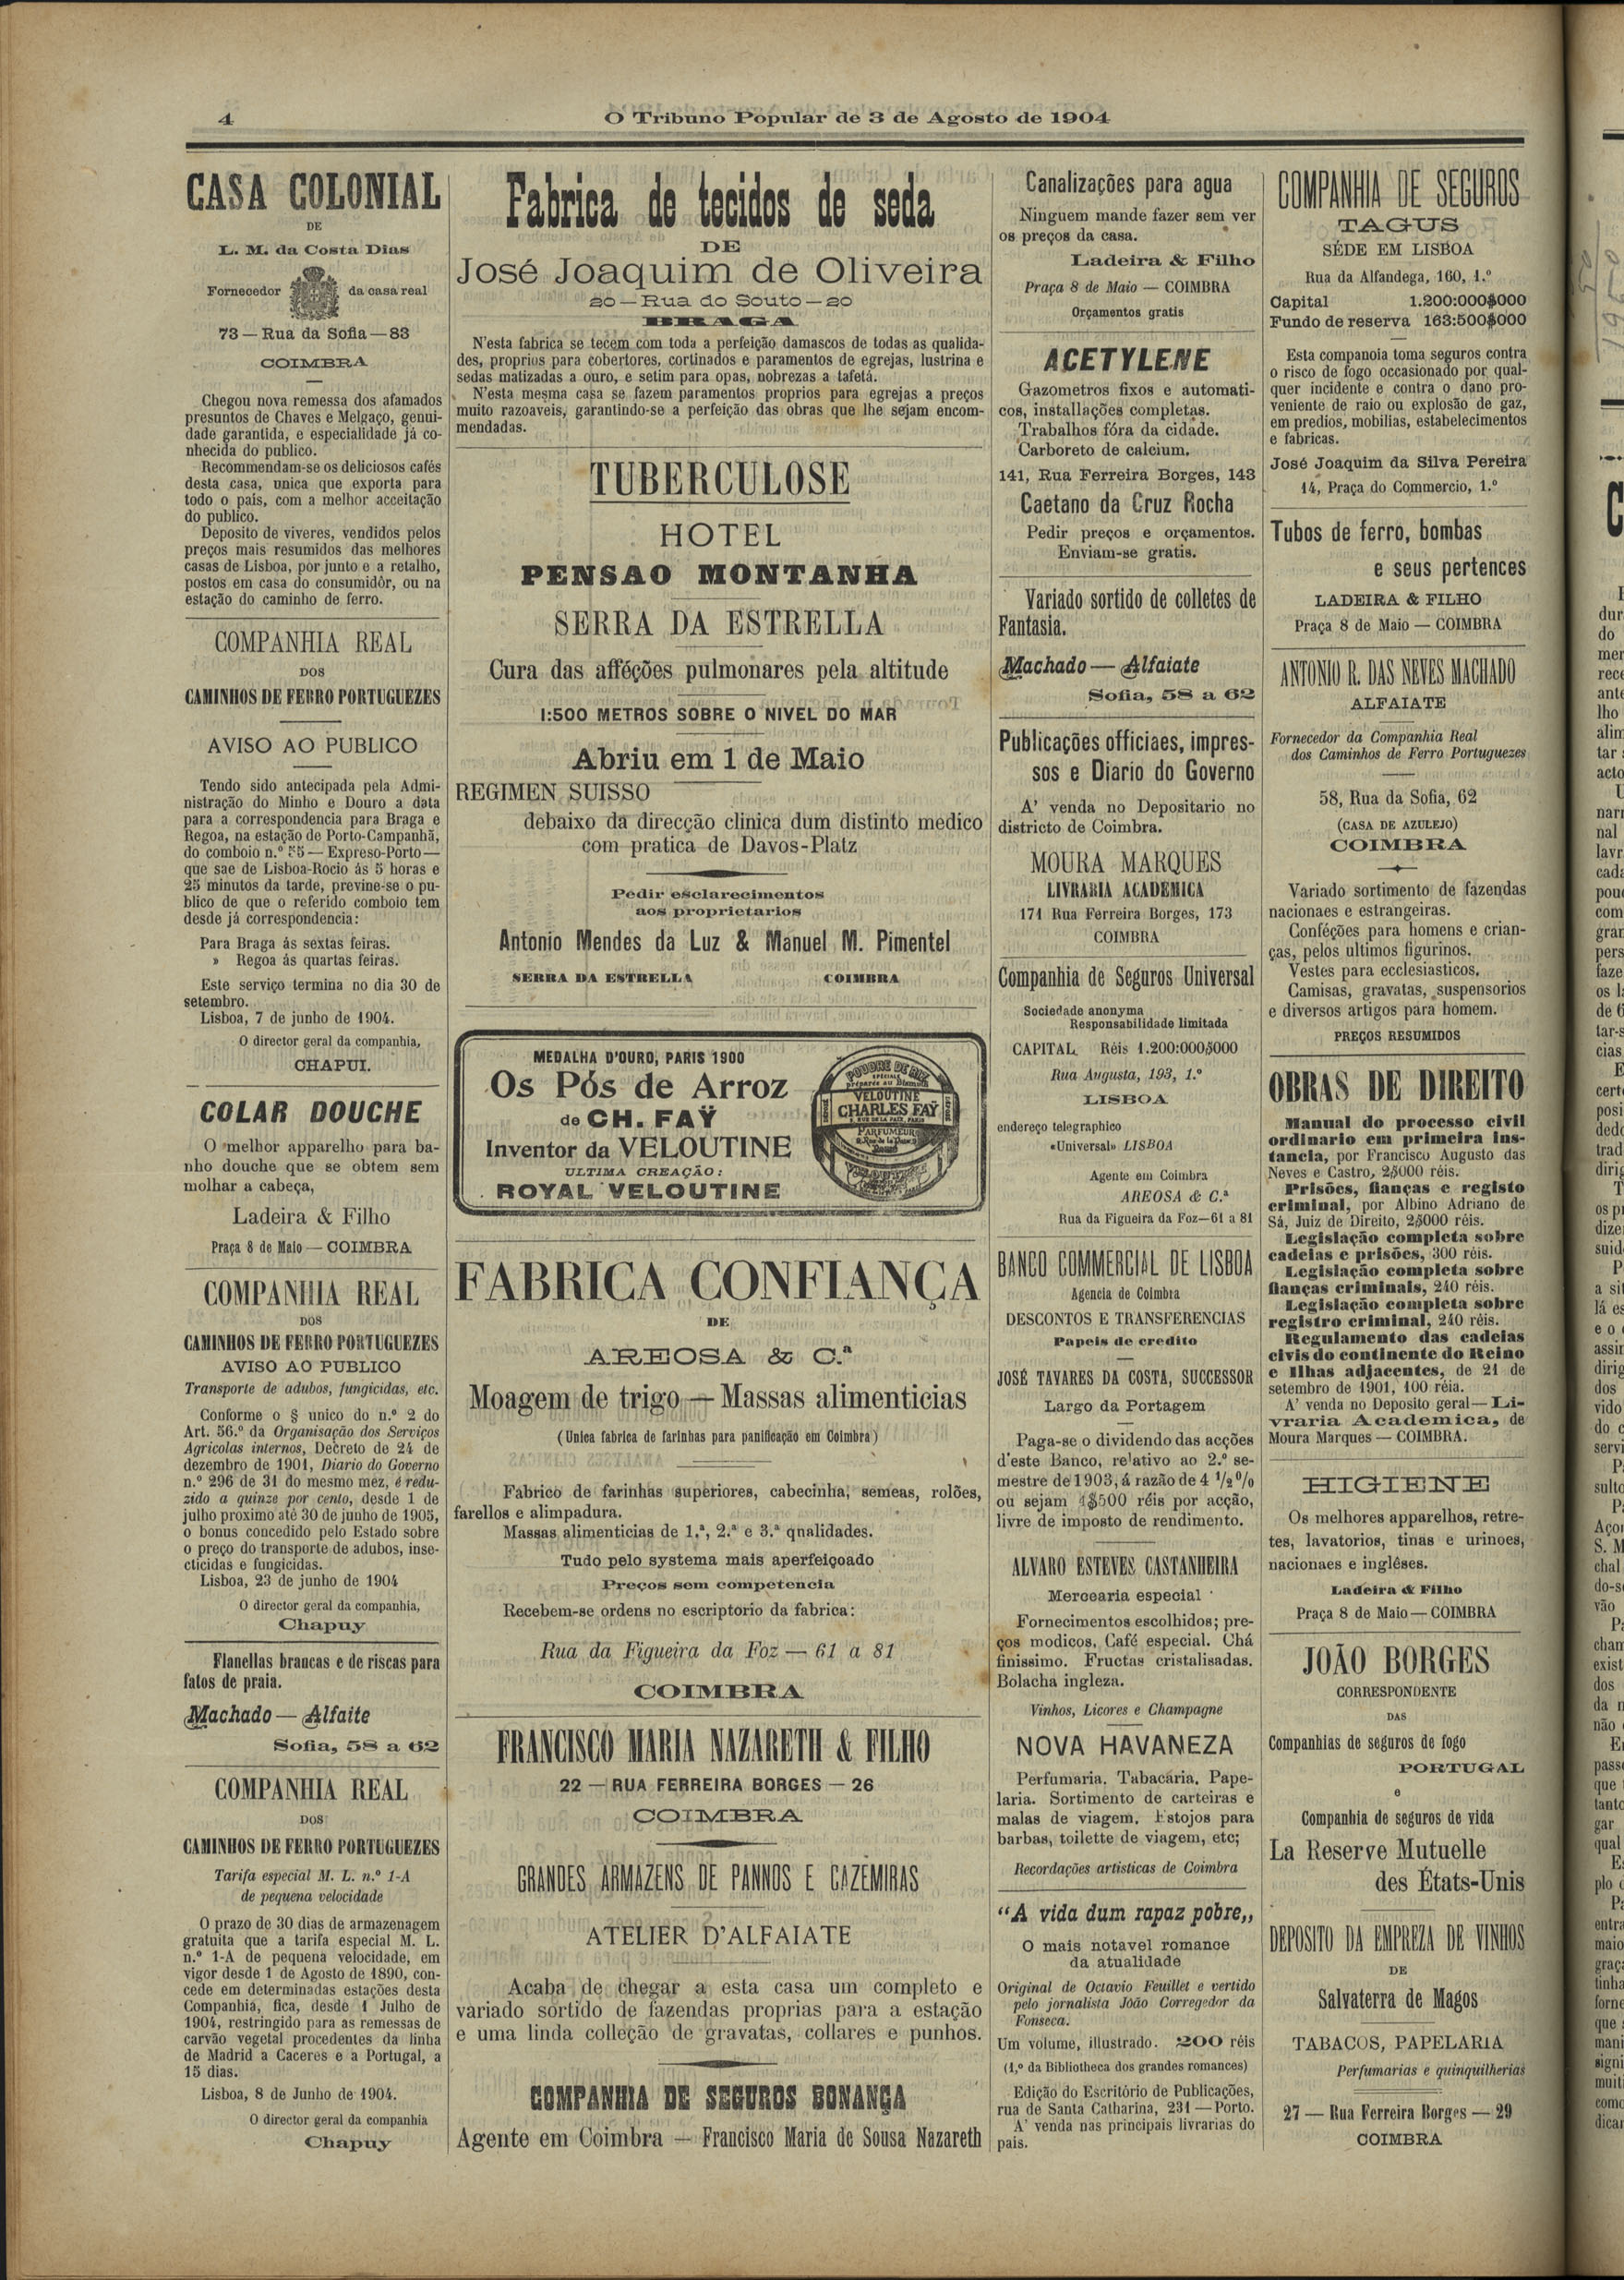 4
O Tribuno Popular de 3 de Agosto de 1904
CASA COLONIAL
DE
L. M. da Costa Dias
Fornecedor da casa real
73 — Rua da Sofia — 83
COIMBRA
Chegou nova remessa dos afamados
presuntos de Chaves e Melgaço, genui-
dade garantida, e especialidade já co-
nhecida do publico.
Recommendam-se os deliciosos cafés
desta casa, unica que exporta para
todo o pais, com a melhor acceitação
do publico.
Deposito de viveres, vendidos pelos
preços mais resumidos das melhores
casas de Lisboa, por junto e a retalho,
postos em casa do consumidôr, ou na
estação do caminho de ferro.
COMPANHIA REAL
DOS
CAMINHOS DE FERRO PORTUGUEZES
AVISO AO PUBLICO
Tendo sido antecipada pela Admi-
nistração do Minho e Douro a data
para a correspondencia para Braga e
Regoa, na estação de Porto-Campanhã,
do comboio n.º 55 — Expreso-Porto —
que sae de Lisboa-Rocio ás 5 horas e
25 minutos da tarde, previne-se o pu-
blico de que o referido comboio tem
desde já correspondencia:
Para Braga ás sextas feiras.
» Regoa ás quartas feiras.
Este serviço termina no dia 30 de
setembro.
Lisboa, 7 de junho de 1904.
O director geral da companhia,
CHAPUI.
COLAR DOUCHE
O melhor apparelho para ba-
nho douche que se obtem sem
molhar a cabeça,
Ladeira & Filho
Praça 8 de Maio — COIMBRA
COMPANHIA REAL
DOS
CAMINHOS DE FERRO PORTUGUEZES
AVISO AO PUBLICO
Transporte de adubos, fungicidas, etc.
Conforme o § unico do n.º 2 do
Art. 56.º da Organisação dos Serviços
Agricolas internos, Decreto de 24 de
dezembro de 1901, Diario do Governo
n.º 296 de 31 do mesmo mez, é redu-
zido a quinze por cento, desde 1 de
julho proximo até 30 de junho de 1905,
o bonus concedido pelo Estado sobre
o preço do transporte de adubos, inse-
cticidas e fungicidas.
Lisboa, 23 de junho de 1904
O director geral da companhia,
Chapuy
Flanellas brancas e de riscas para
fatos de praia.
Machado — Alfaite
Sofia, 58 a 62
COMPANHIA REAL
DOS
CAMINHOS DE FERRO PORTUGUEZES
Tarifa especial M. L. n.º 1-A
de pequena velocidade
O prazo de 30 dias de armazenagem
gratuita que a tarifa especial M. L.
n.º 1-A de pequena velocidade, em
vigor desde 1 de Agosto de 1890, con-
cede em determinadas estações desta
Companhia, fica, desde 1 Julho de
1904, restringido para as remessas de
carvão vegetal procedentes da linha
de Madrid a Caceres e a Portugal, a
15 dias.
Lisboa, 8 de Junho de 1904.
O director geral da companhia
Chapuy
Fabrica de tecidos de seda
DE
José Joaquim de Oliveira
20 — Rua do Souto — 20
BRAGA
N'esta fabrica se tecem com toda a perfeição damascos de todas as qualida-
des, proprios para cobertores, cortinados e paramentos de egrejas, lustrina e
sedas matizadas a ouro, e setim para opas, nobrezas a tafetá.
N'esta mesma casa se fazem paramentos proprios para egrejas a preços
muito razoaveis, garantindo-se a perfeição das obras que lhe sejam encom-
mendadas.
TUBERCULOSE
HOTEL
PENSAO MONTANHA
SERRA DA ESTRELLA
Cura das afféções pulmonares pela altitude
1:500 METROS SOBRE O NIVEL DO MAR
Abriu em 1 de Maio
REGIMEN SUISSO
debaixo da direcção clinica dum distinto medico
com pratica de Davos-Platz
Pedir esclarecimentos
aos proprietarios
Antonio Mendes da Luz & Manuel M. Pimentel
SERRA DA ESTRELLA COIMBRA
MEDALHA D'OURO, PARIS 1900
Os Pós de Arroz
de CH. FAŸ
Inventor da VELOUTINE
ULTIMA CREAÇÃO:
ROYAL VELOUTINE
POUDRE DE RIZ
SPÉCIALE
préparée au Bismuth
VELOUTINE
CHARLES FAŸ
9, RUE DE LA PAIX, PARIS
PARFUMEUR
FABRICA CONFIANÇA
DE
AREOSA & C.ª
Moagem de trigo — Massas alimenticias
(Unica fabrica de farinhas para panificação em Coimbra)
Fabrico de farinhas superiores, cabecinha, semeas, rolões,
farellos e alimpadura.
Massas alimenticias de 1.ª, 2.ª e 3.ª qnalidades.
Tudo pelo systema mais aperfeiçoado
Preços sem competencia
Recebem-se ordens no escriptorio da fabrica:
Rua da Figueira da Foz — 61 a 81
COIMBRA
FRANCISCO MARIA NAZARETH & FILHO
22 — RUA FERREIRA BORGES — 26
COIMBRA
GRANDES ARMAZENS DE PANNOS E CAZEMIRAS
ATELIER D'ALFAIATE
Acaba de chegar a esta casa um completo e
variado sortido de fazendas proprias para a estação
e uma linda colleção de gravatas, collares e punhos.
COMPANHIA DE SEGUROS BONANÇA
Agente em Coimbra — Francisco Maria de Sousa Nazareth
Canalizações para agua
Ninguem mande fazer sem ver
os preços da casa.
Ladeira & Filho
Praça 8 de Maio — COIMBRA
Orçamentos gratis
ACETYLENE
Gazometros fixos e automati-
cos, installações completas.
Trabalhos fóra da cidade.
Carboreto de calcium.
141, Rua Ferreira Borges, 143
Caetano da Cruz Rocha
Pedir preços e orçamentos.
Enviam-se gratis.
Variado sortido de colletes de
Fantasia.
Machado — Alfaiate
Sofia, 58 a 62
Publicações officiaes, impres-
sos e Diario do Governo
A' venda no Depositario no
districto de Coimbra.
MOURA MARQUES
LIVRARIA ACADEMICA
171 Rua Ferreira Borges, 173
COIMBRA
Companhia de Seguros Universal
Sociedade anonyma
Responsabilidade limitada
CAPITAL Réis 1.200:000$000
Rua Augusta, 193, 1.º
LISBOA
endereço telegraphico
«Universal» LISBOA
Agente em Coimbra
AREOSA & C.ª
Rua da Figueira da Foz—61 a 81
BANCO COMMERCIAL DE LISBOA
Agencia de Coimbra
DESCONTOS E TRANSFERENCIAS
Papeis de credito
JOSÉ TAVARES DA COSTA, SUCCESSOR
Largo da Portagem
Paga-se o dividendo das acções
d'este Banco, relativo ao 2.º se-
mestre de 1903, á razão de 4 1/2 %
ou sejam 4$500 réis por acção,
livre de imposto de rendimento.
ALVARO ESTEVES CASTANHEIRA
Mercearia especial
Fornecimentos escolhidos; pre-
ços modicos. Café especial. Chá
finissimo. Fructas cristalisadas.
Bolacha ingleza.
Vinhos, Licores e Champagne
NOVA HAVANEZA
Perfumaria. Tabacaria. Pape-
laria. Sortimento de carteiras e
malas de viagem. Estojos para
barbas, toilette de viagem, etc;
Recordações artisticas de Coimbra
“A vida dum rapaz pobre„
O mais notavel romance
da atualidade
Original de Octavio Feuillet e vertido
pelo jornalista João Corregedor da
Fonseca.
Um volume, illustrado. 200 réis
(1.º da Bibliotheca dos grandes romances)
Edição do Escritório de Publicações,
rua de Santa Catharina, 231 — Porto.
A' venda nas principais livrarias do
pais.
COMPANHIA DE SEGUROS
TAGUS
SÉDE EM LISBOA
Rua da Alfandega, 160, 1.º
Capital 1.200:000$000
Fundo de reserva 163:500$000
Esta companoia toma seguros contra
o risco de fogo occasionado por qual-
quer incidente e contra o dano pro-
veniente de raio ou explosão de gaz,
em predios, mobilias, estabelecimentos
e fabricas.
José Joaquim da Silva Pereira
14, Praça do Commercio, 1.º
Tubos de ferro, bombas
e seus pertences
LADEIRA & FILHO
Praça 8 de Maio — COIMBRA
ANTONIO R. DAS NEVES MACHADO
ALFAIATE
Fornecedor da Companhia Real
dos Caminhos de Ferro Portuguezes
58, Rua da Sofia, 62
(CASA DE AZULEJO)
COIMBRA
Variado sortimento de fazendas
nacionaes e estrangeiras.
Conféções para homens e crian-
ças, pelos ultimos figurinos.
Vestes para ecclesiasticos.
Camisas, gravatas, suspensorios
e diversos artigos para homem.
PREÇOS RESUMIDOS
OBRAS DE DIREITO
Manual do processo civil
ordinario em primeira ins-
tancia, por Francisco Augusto das
Neves e Castro, 2$000 réis.
Prisões, fianças e registo
criminal, por Albino Adriano de
Sá, Juiz de Direito, 2$000 réis.
Legislação completa sobre
cadeias e prisões, 300 réis.
Legislação completa sobre
fianças criminais, 240 réis.
Legislação completa sobre
registro criminal, 240 réis.
Regulamento das cadeias
civis do continente do Reino
e Ilhas adjacentes, de 21 de
setembro de 1901, 100 réia.
A' venda no Deposito geral—Li-
vraria Academica, de
Moura Marques — COIMBRA.
HIGIENE
Os melhores apparelhos, retre-
tes, lavatorios, tinas e urinoes,
nacionaes e inglêses.
Ladeira & Filho
Praça 8 de Maio — COIMBRA
JOÃO BORGES
CORRESPONDENTE
DAS
Companhias de seguros de fogo
PORTUGAL
e
Companhia de seguros de vida
La Reserve Mutuelle
des États-Unis
DEPOSITO DA EMPREZA DE VINHOS
DE
Salvaterra de Magos
TABACOS, PAPELARIA
Perfumarias e quinquilherias
27 — Rua Ferreira Borges — 29
COIMBRA